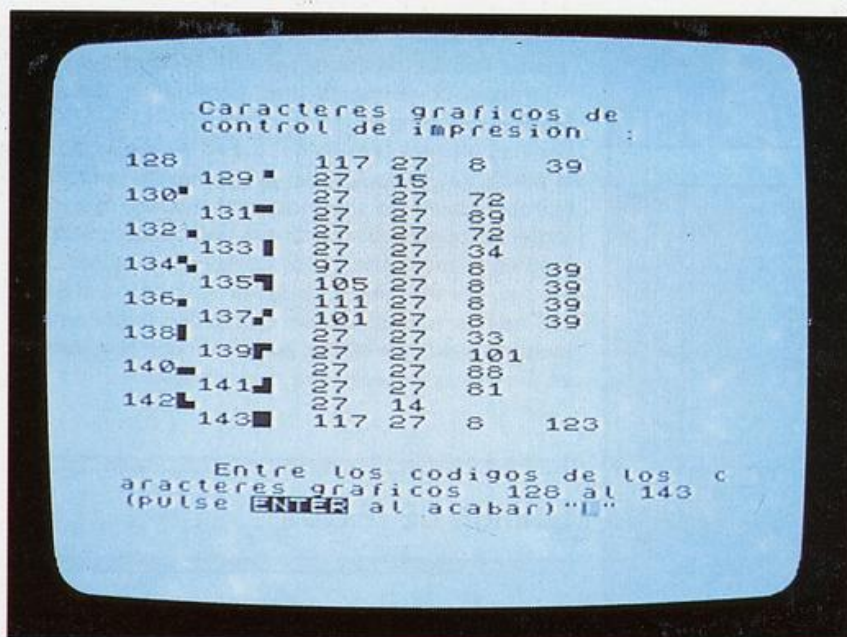 Caracteres graficos de
control de impresion :
128 117 27 8 39
129 27 15
130 27 27 72
131 27 27 89
132 27 27 72
133 27 27 34
134 97 27 8 39
135 105 27 8 39
136 111 27 8 39
137 101 27 8 39
138 27 27 33
139 27 27 101
140 27 27 88
141 27 27 81
142 27 14
143 117 27 8 123
Entre los codigos de los c
aracteres graficos 128 al 143
(pulse ENTER al acabar)"L"